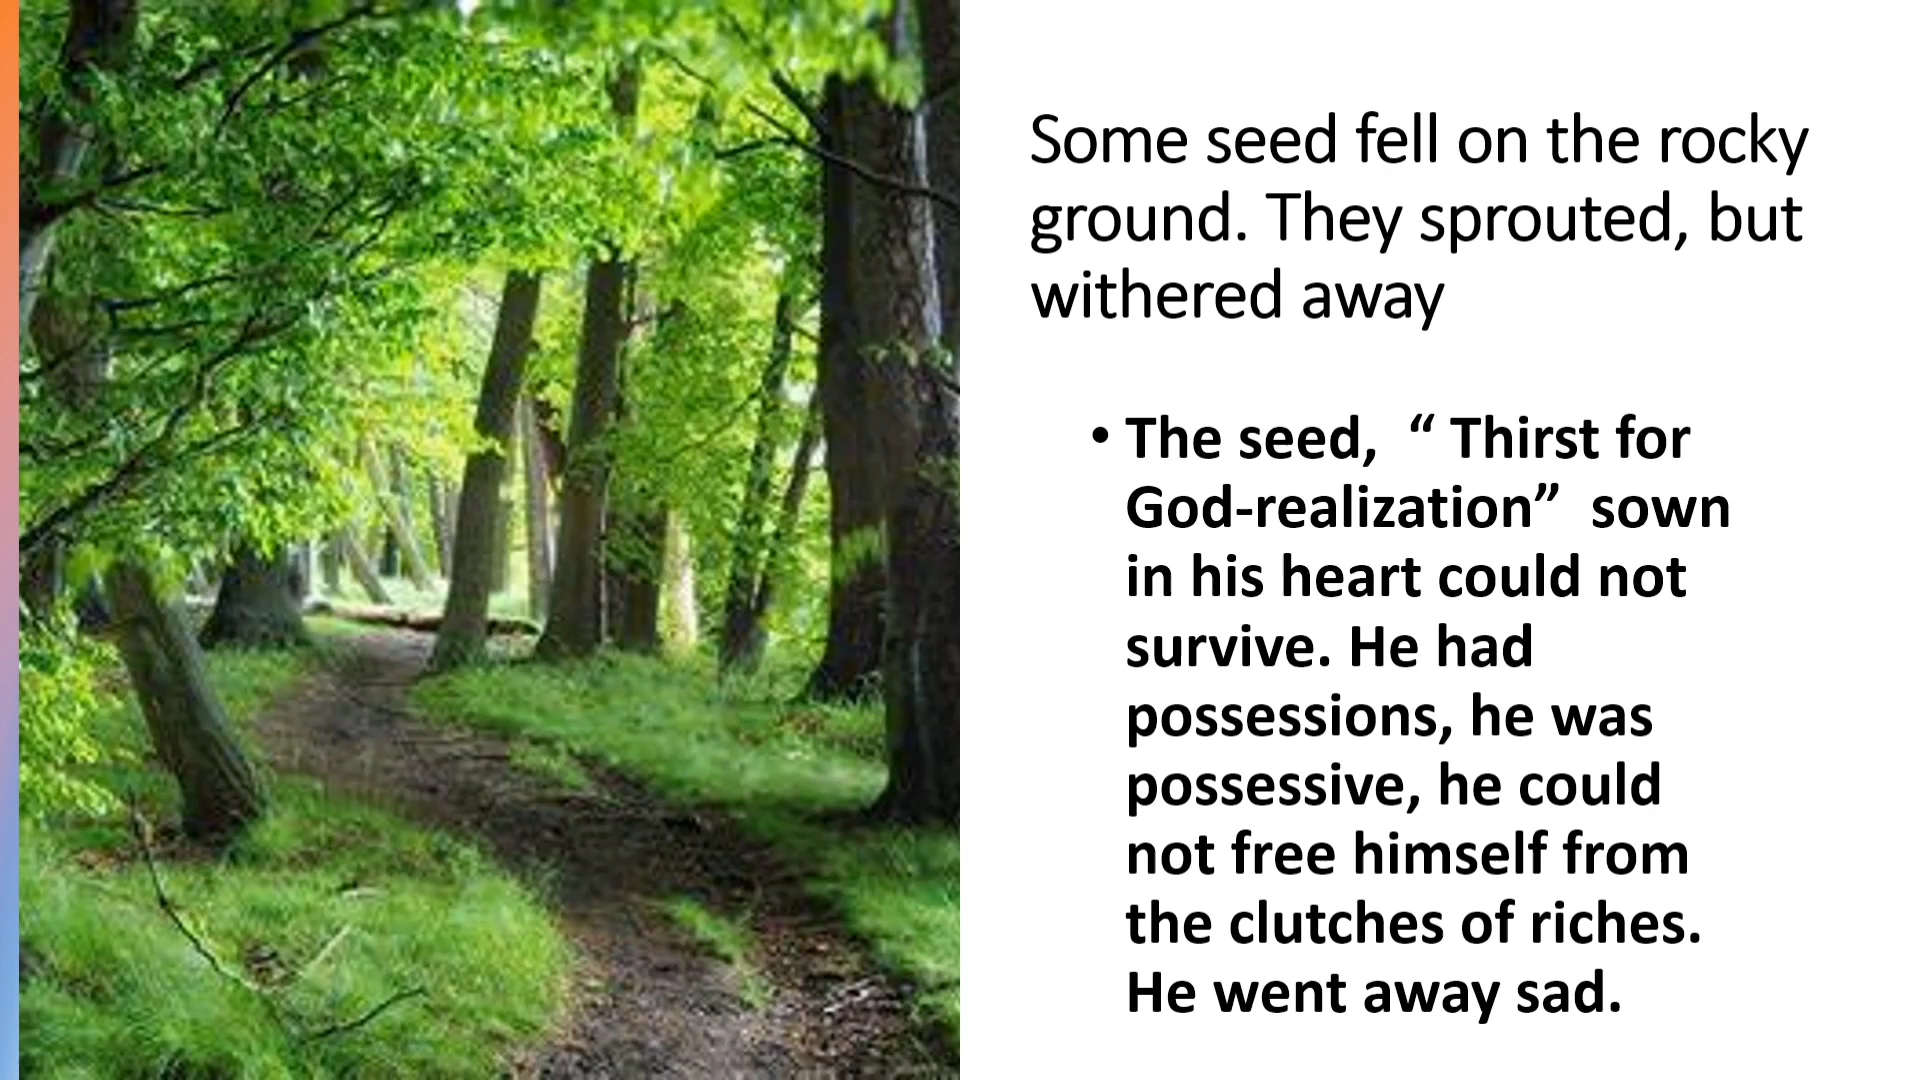 Some seed fell on the rocky
ground. They sprouted, but
withered away
• The seed,  “ Thirst for
God-realization”  sown
in his heart could not
survive. He had
possessions, he was
possessive, he could
not free himself from
the clutches of riches.
He went away sad.